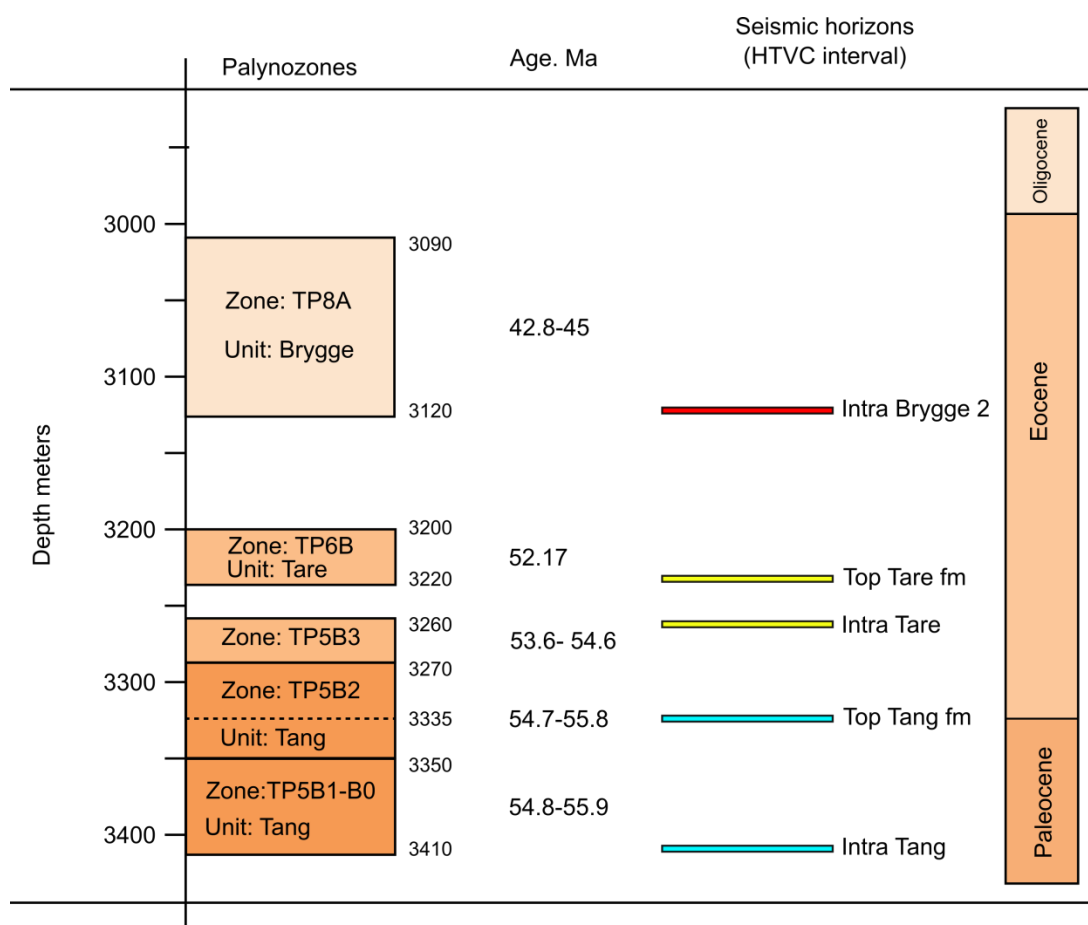 Seismic horizons
(HTVC interval)
Palynozones
Age. Ma
Depth meters
3000
3100
3200
3300
3400
Zone: TP8A
Unit: Brygge
Zone: TP6B
Unit: Tare
Zone: TP5B3
Zone: TP5B2
Unit: Tang
Zone:TP5B1-B0
Unit: Tang
3090
3120
3200
3220
3260
3270
3335
3350
3410
42.8-45
52.17
53.6- 54.6
54.7-55.8
54.8-55.9
Intra Brygge 2
Top Tare fm
Intra Tare
Top Tang fm
Intra Tang
Oligocene
Eocene
Paleocene